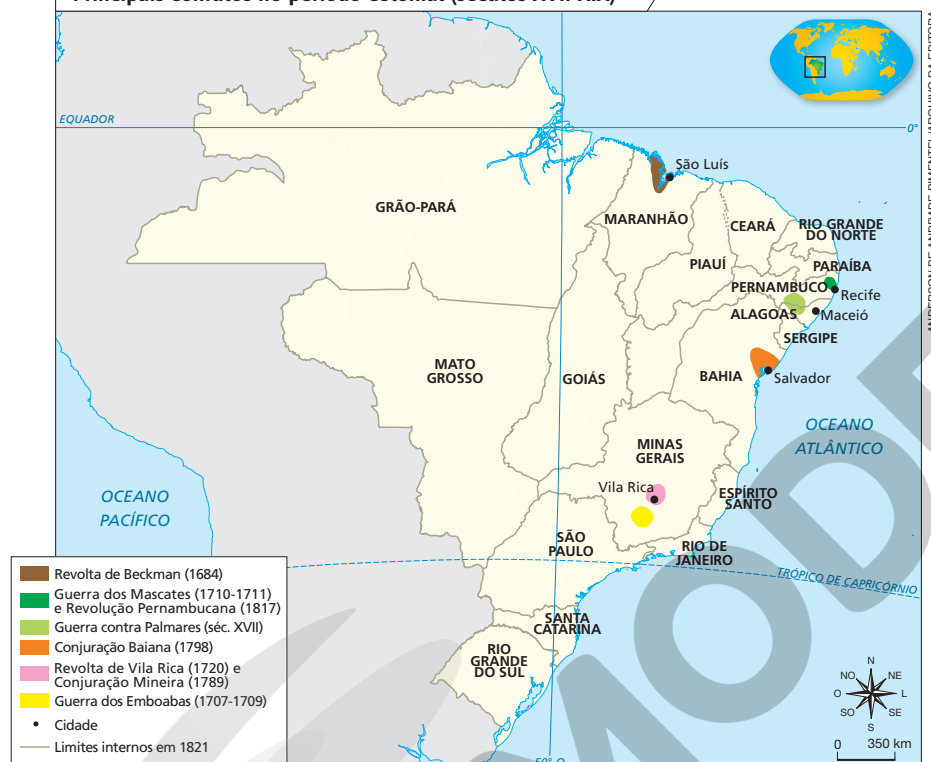 EQUADOR
0°
São Luís
GRÃO-PARÁ
MARANHÃO
CEARÁ
RIO GRANDE
DO NORTE
PIAUÍ
PARAÍBA
PERNAMBUCO
Recife
ALAGOAS
Maceió
SERGIPE
MATO
GROSSO
GOIÁS
BAHIA
Salvador
OCEANO
ATLÂNTICO
MINAS
GERAIS
Vila Rica
ESPÍRITO
SANTO
OCEANO
PACÍFICO
SÃO
PAULO
RIO DE
JANEIRO
TRÓPICO DE CAPRICÓRNIO
SANTA
CATARINA
RIO
GRANDE
DO SUL
Revolta de Beckman (1684)
Guerra dos Mascates (1710-1711)
e Revolução Pernambucana (1817)
Guerra contra Palmares (séc. XVII)
Conjuração Baiana (1798)
Revolta de Vila Rica (1720) e
Conjuração Mineira (1789)
Guerra dos Emboabas (1707-1709)
Cidade
Limites internos em 1821
N
NO NE
O L
SO SE
S
0 350 km
50° O